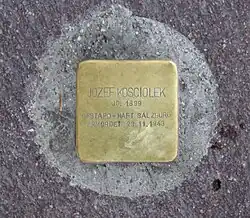 JOZEF KOSCIOLEK
JG. 1899
GESTAPO-HAFT SALZBURG
ERMORDET 23.11.1943